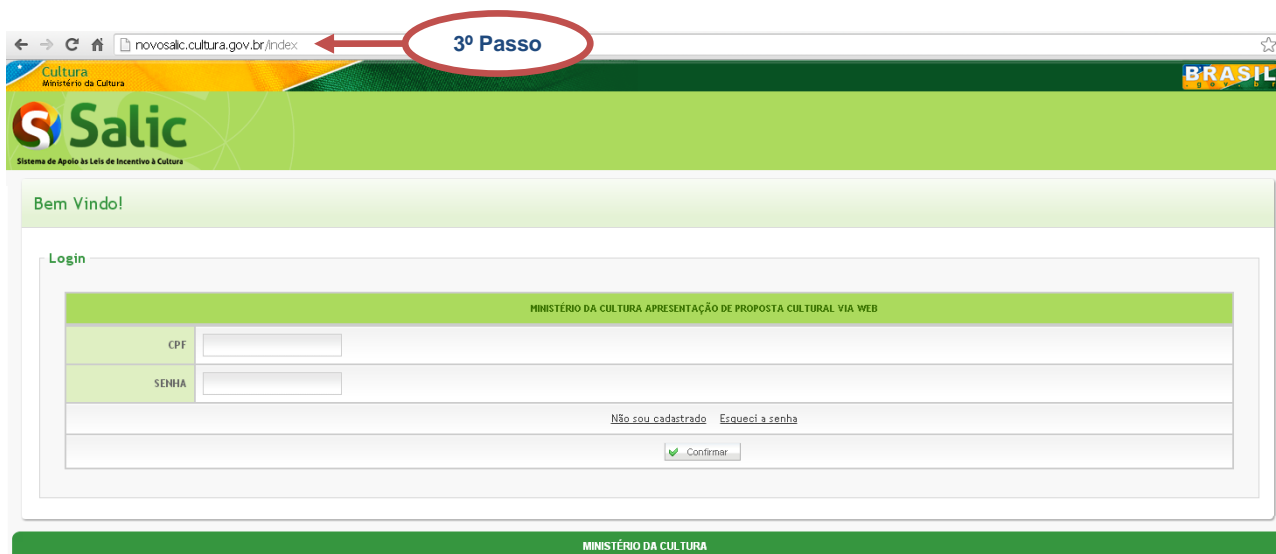 3º Passo
novosalic.cultura.gov.br/index
Cultura
Ministério da Cultura
BRASIL
.gov.br
Salic
Sistema de Apoio às Leis de Incentivo à Cultura
Bem Vindo!
Login
MINISTÉRIO DA CULTURA APRESENTAÇÃO DE PROPOSTA CULTURAL VIA WEB
CPF
SENHA
Não sou cadastrado Esqueci a senha
Confirmar
MINISTÉRIO DA CULTURA